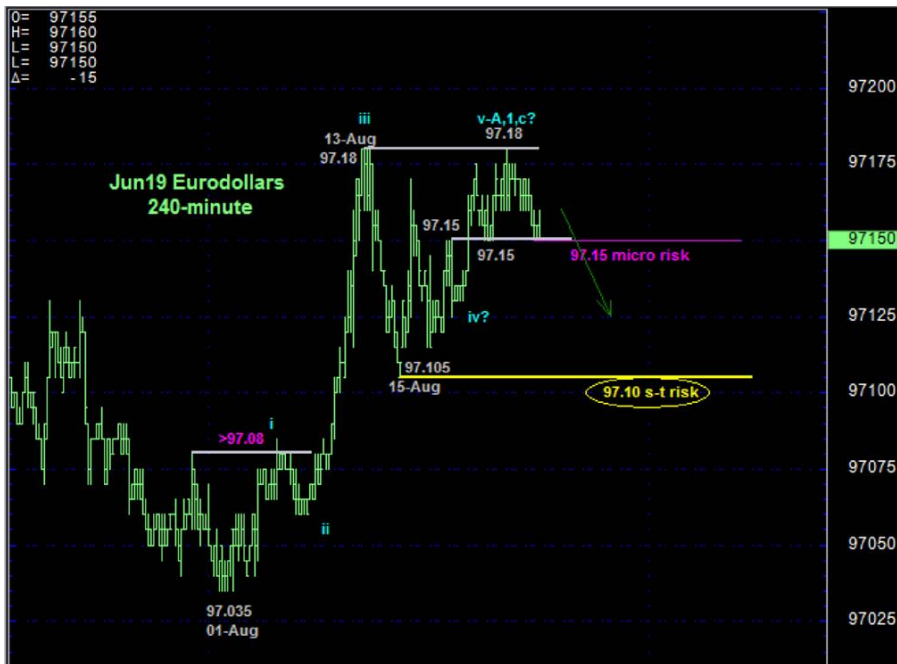 O= 97155
H= 97160
L= 97150
L= 97150
Δ= -15
97200
iii
v-A,1,c?
13-Aug
97.18
97.18
97175
Jun19 Eurodollars
240-minute
97.15
97150
97.15
97.15 micro risk
iv?
97125
97.105
15-Aug
97.10 s-t risk
97100
i
>97.08
97075
ii
97050
97.035
01-Aug
97025